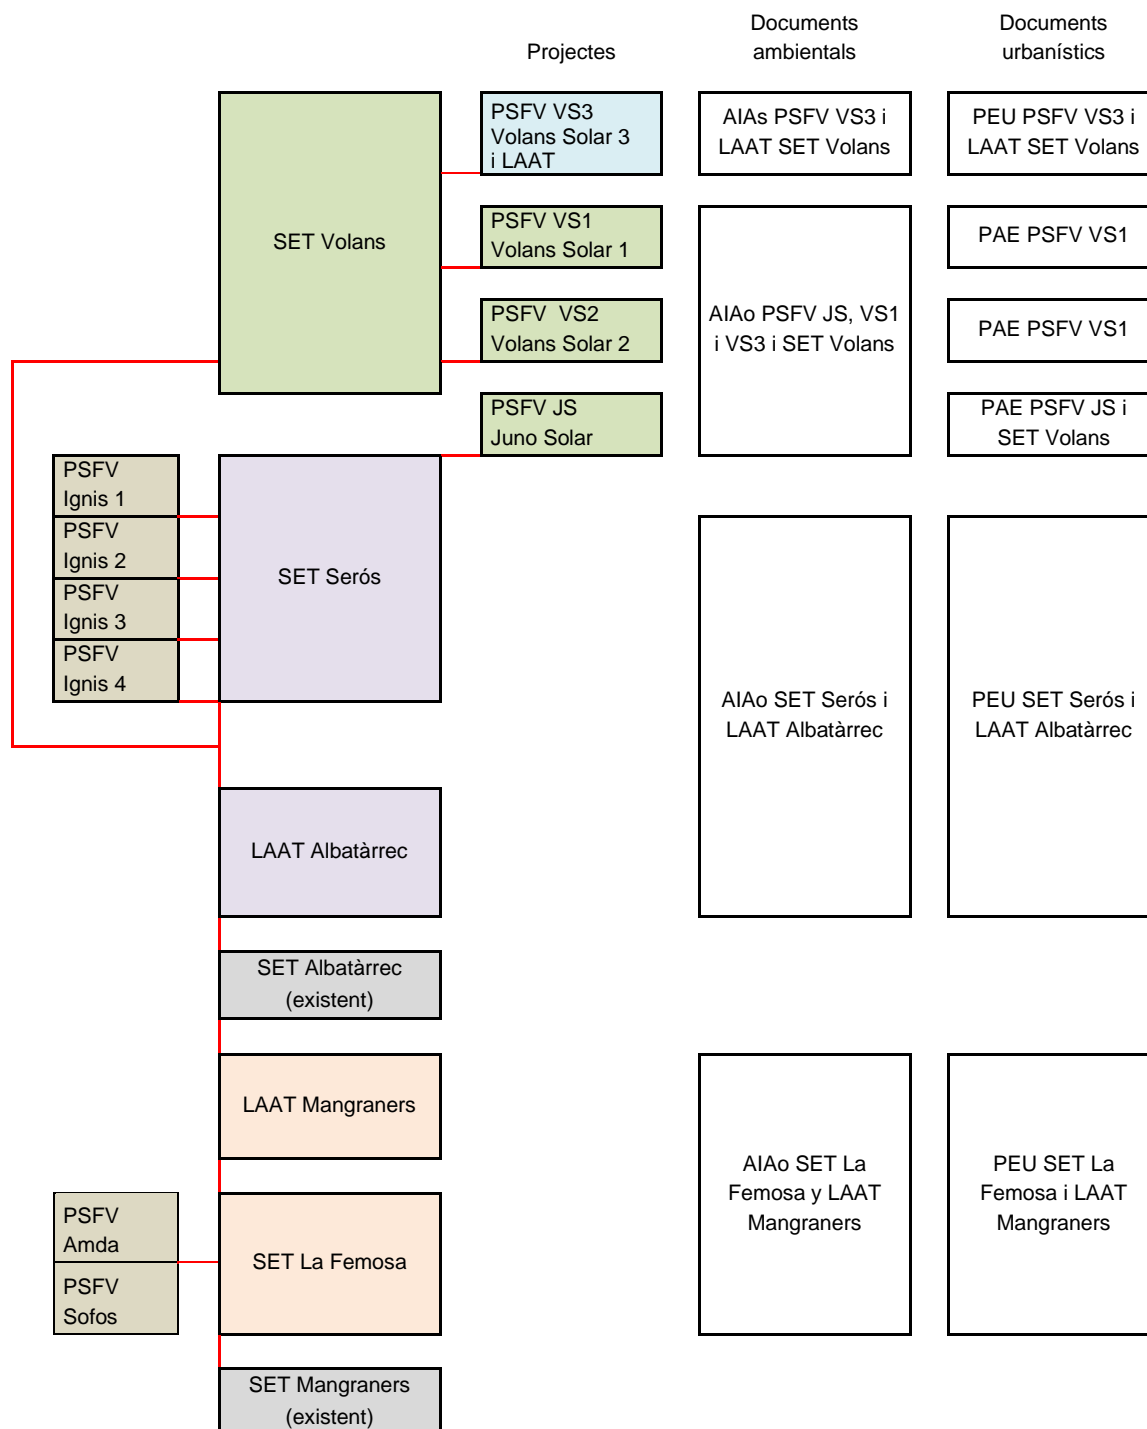 Projectes
Documents
ambientals
Documents
urbanístics
SET Volans
PSFV VS3
Volans Solar 3
i LAAT
AIAs PSFV VS3 i
LAAT SET Volans
PEU PSFV VS3 i
LAAT SET Volans
PSFV VS1
Volans Solar 1
PAE PSFV VS1
PSFV  VS2
Volans Solar 2
AIAo PSFV JS, VS1
i VS3 i SET Volans
PAE PSFV VS1
PSFV JS
Juno Solar
PAE PSFV JS i
SET Volans
PSFV
Ignis 1
PSFV
Ignis 2
PSFV
Ignis 3
PSFV
Ignis 4
SET Serós
AIAo SET Serós i
LAAT Albatàrrec
PEU SET Serós i
LAAT Albatàrrec
LAAT Albatàrrec
SET Albatàrrec
(existent)
LAAT Mangraners
PSFV
Amda
PSFV
Sofos
SET La Femosa
AIAo SET La
Femosa y LAAT
Mangraners
PEU SET La
Femosa i LAAT
Mangraners
SET Mangraners
(existent)